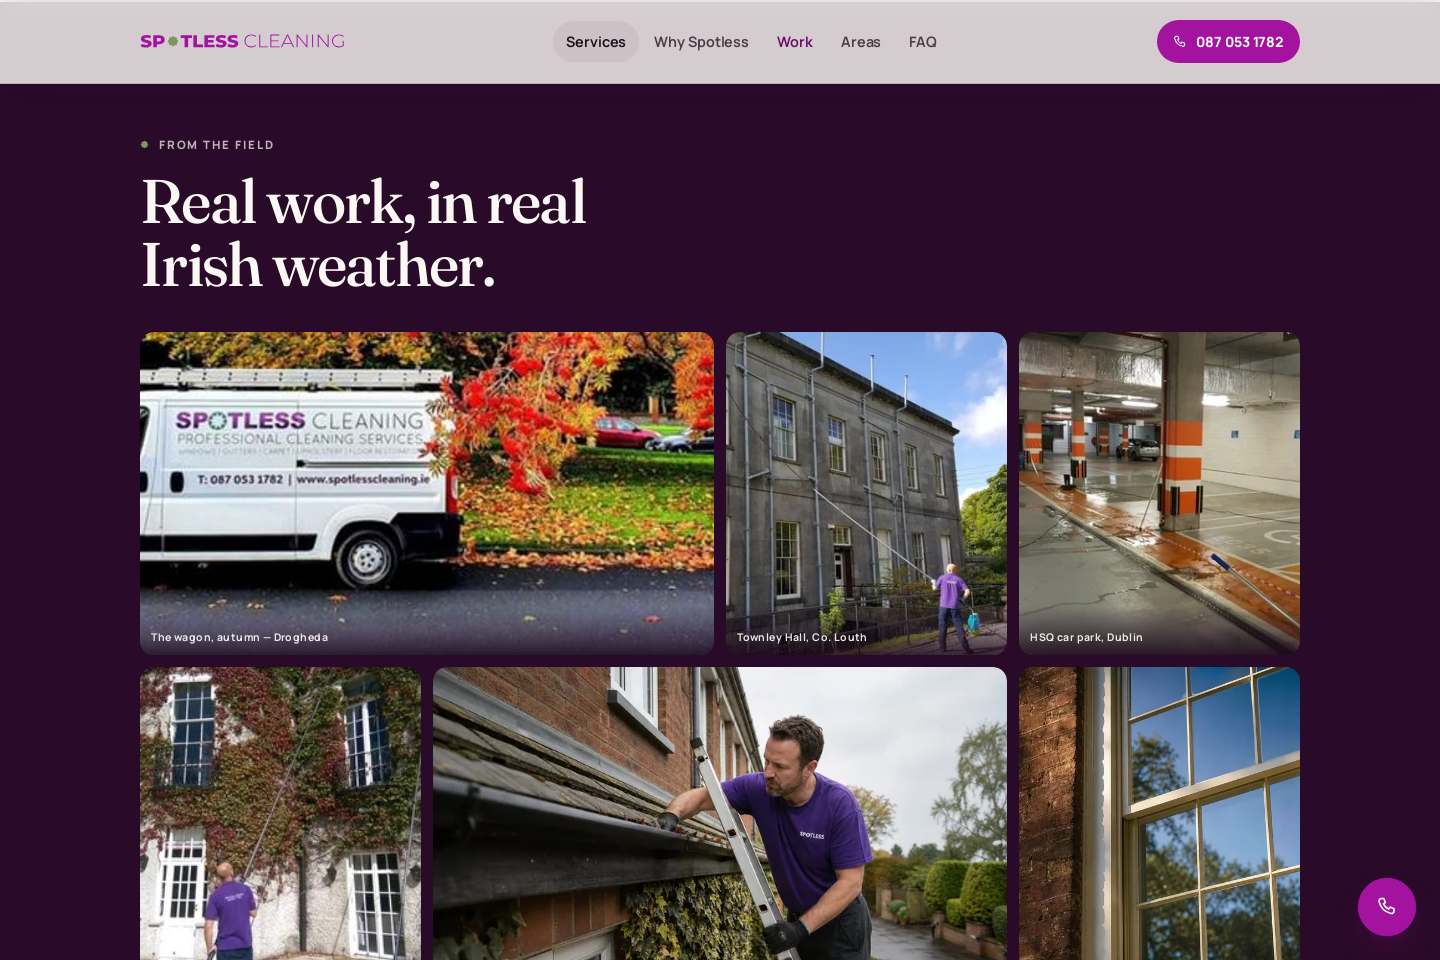 SPOTLESS CLEANING
Services
Why Spotless
Work
Areas
FAQ
087 053 1782
FROM THE FIELD
Real work, in real
Irish weather.
SPOTLESS CLEANING
PROFESSIONAL CLEANING SERVICES
T: 087 053 1782 | www.spotlesscleaning.ie
The wagon, autumn — Drogheda
Townley Hall, Co. Louth
HSQ car park, Dublin
SPOTLESS